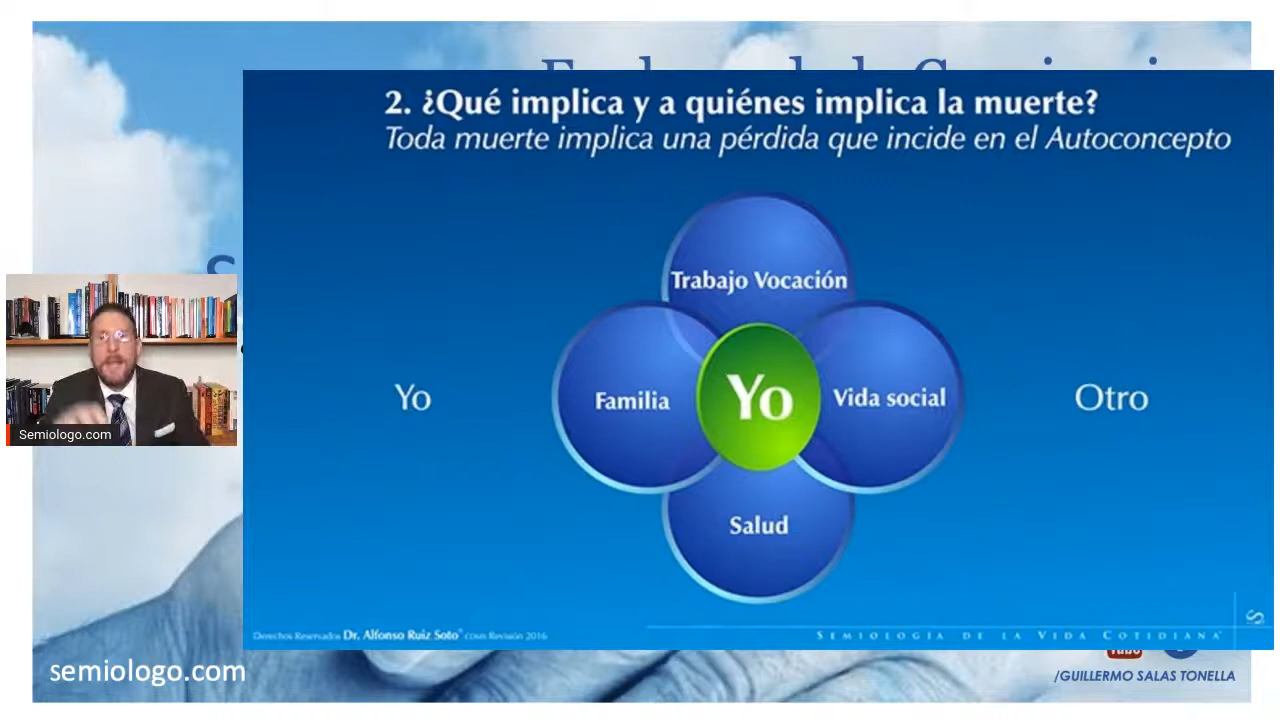 2. ¿Qué implica y a quiénes implica la muerte?
Toda muerte implica una pérdida que incide en el Autoconcepto
Trabajo Vocación
Yo
Familia
Yo
Vida social
Otro
Salud
Semiologo.com
Derechos Reservados Dr. Alfonso Ruiz Soto
SEMIOLOGÍA DE LA VIDA COTIDIANA
semiologo.com
/GUILLERMO SALAS TONELLA